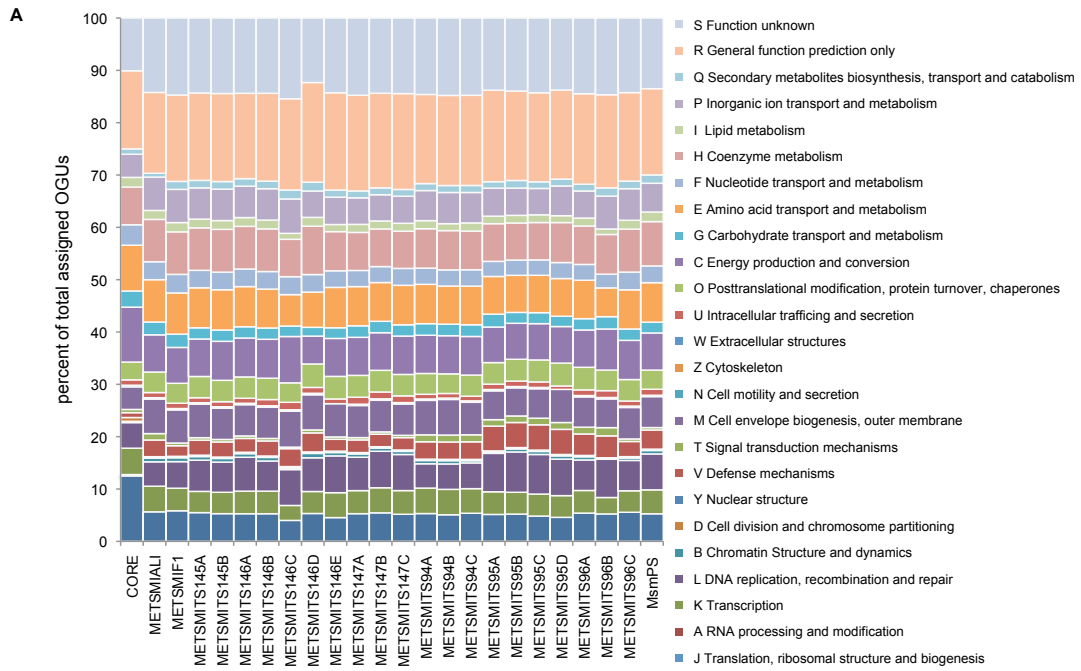 A
percent of total assigned OGUs
100
90
80
70
60
50
40
30
20
10
0
CORE
METSMIALI
METSMIF1
METSMITS145A
METSMITS145B
METSMITS146A
METSMITS146B
METSMITS146C
METSMITS146D
METSMITS146E
METSMITS147A
METSMITS147B
METSMITS147C
METSMITS94A
METSMITS94B
METSMITS94C
METSMITS95A
METSMITS95B
METSMITS95C
METSMITS95D
METSMITS96A
METSMITS96B
METSMITS96C
MsmPS
S Function unknown
R General function prediction only
Q Secondary metabolites biosynthesis, transport and catabolism
P Inorganic ion transport and metabolism
I Lipid metabolism
H Coenzyme metabolism
F Nucleotide transport and metabolism
E Amino acid transport and metabolism
G Carbohydrate transport and metabolism
C Energy production and conversion
O Posttranslational modification, protein turnover, chaperones
U Intracellular trafficing and secretion
W Extracellular structures
Z Cytoskeleton
N Cell motility and secretion
M Cell envelope biogenesis, outer membrane
T Signal transduction mechanisms
V Defense mechanisms
Y Nuclear structure
D Cell division and chromosome partitioning
B Chromatin Structure and dynamics
L DNA replication, recombination and repair
K Transcription
A RNA processing and modification
J Translation, ribosomal structure and biogenesis